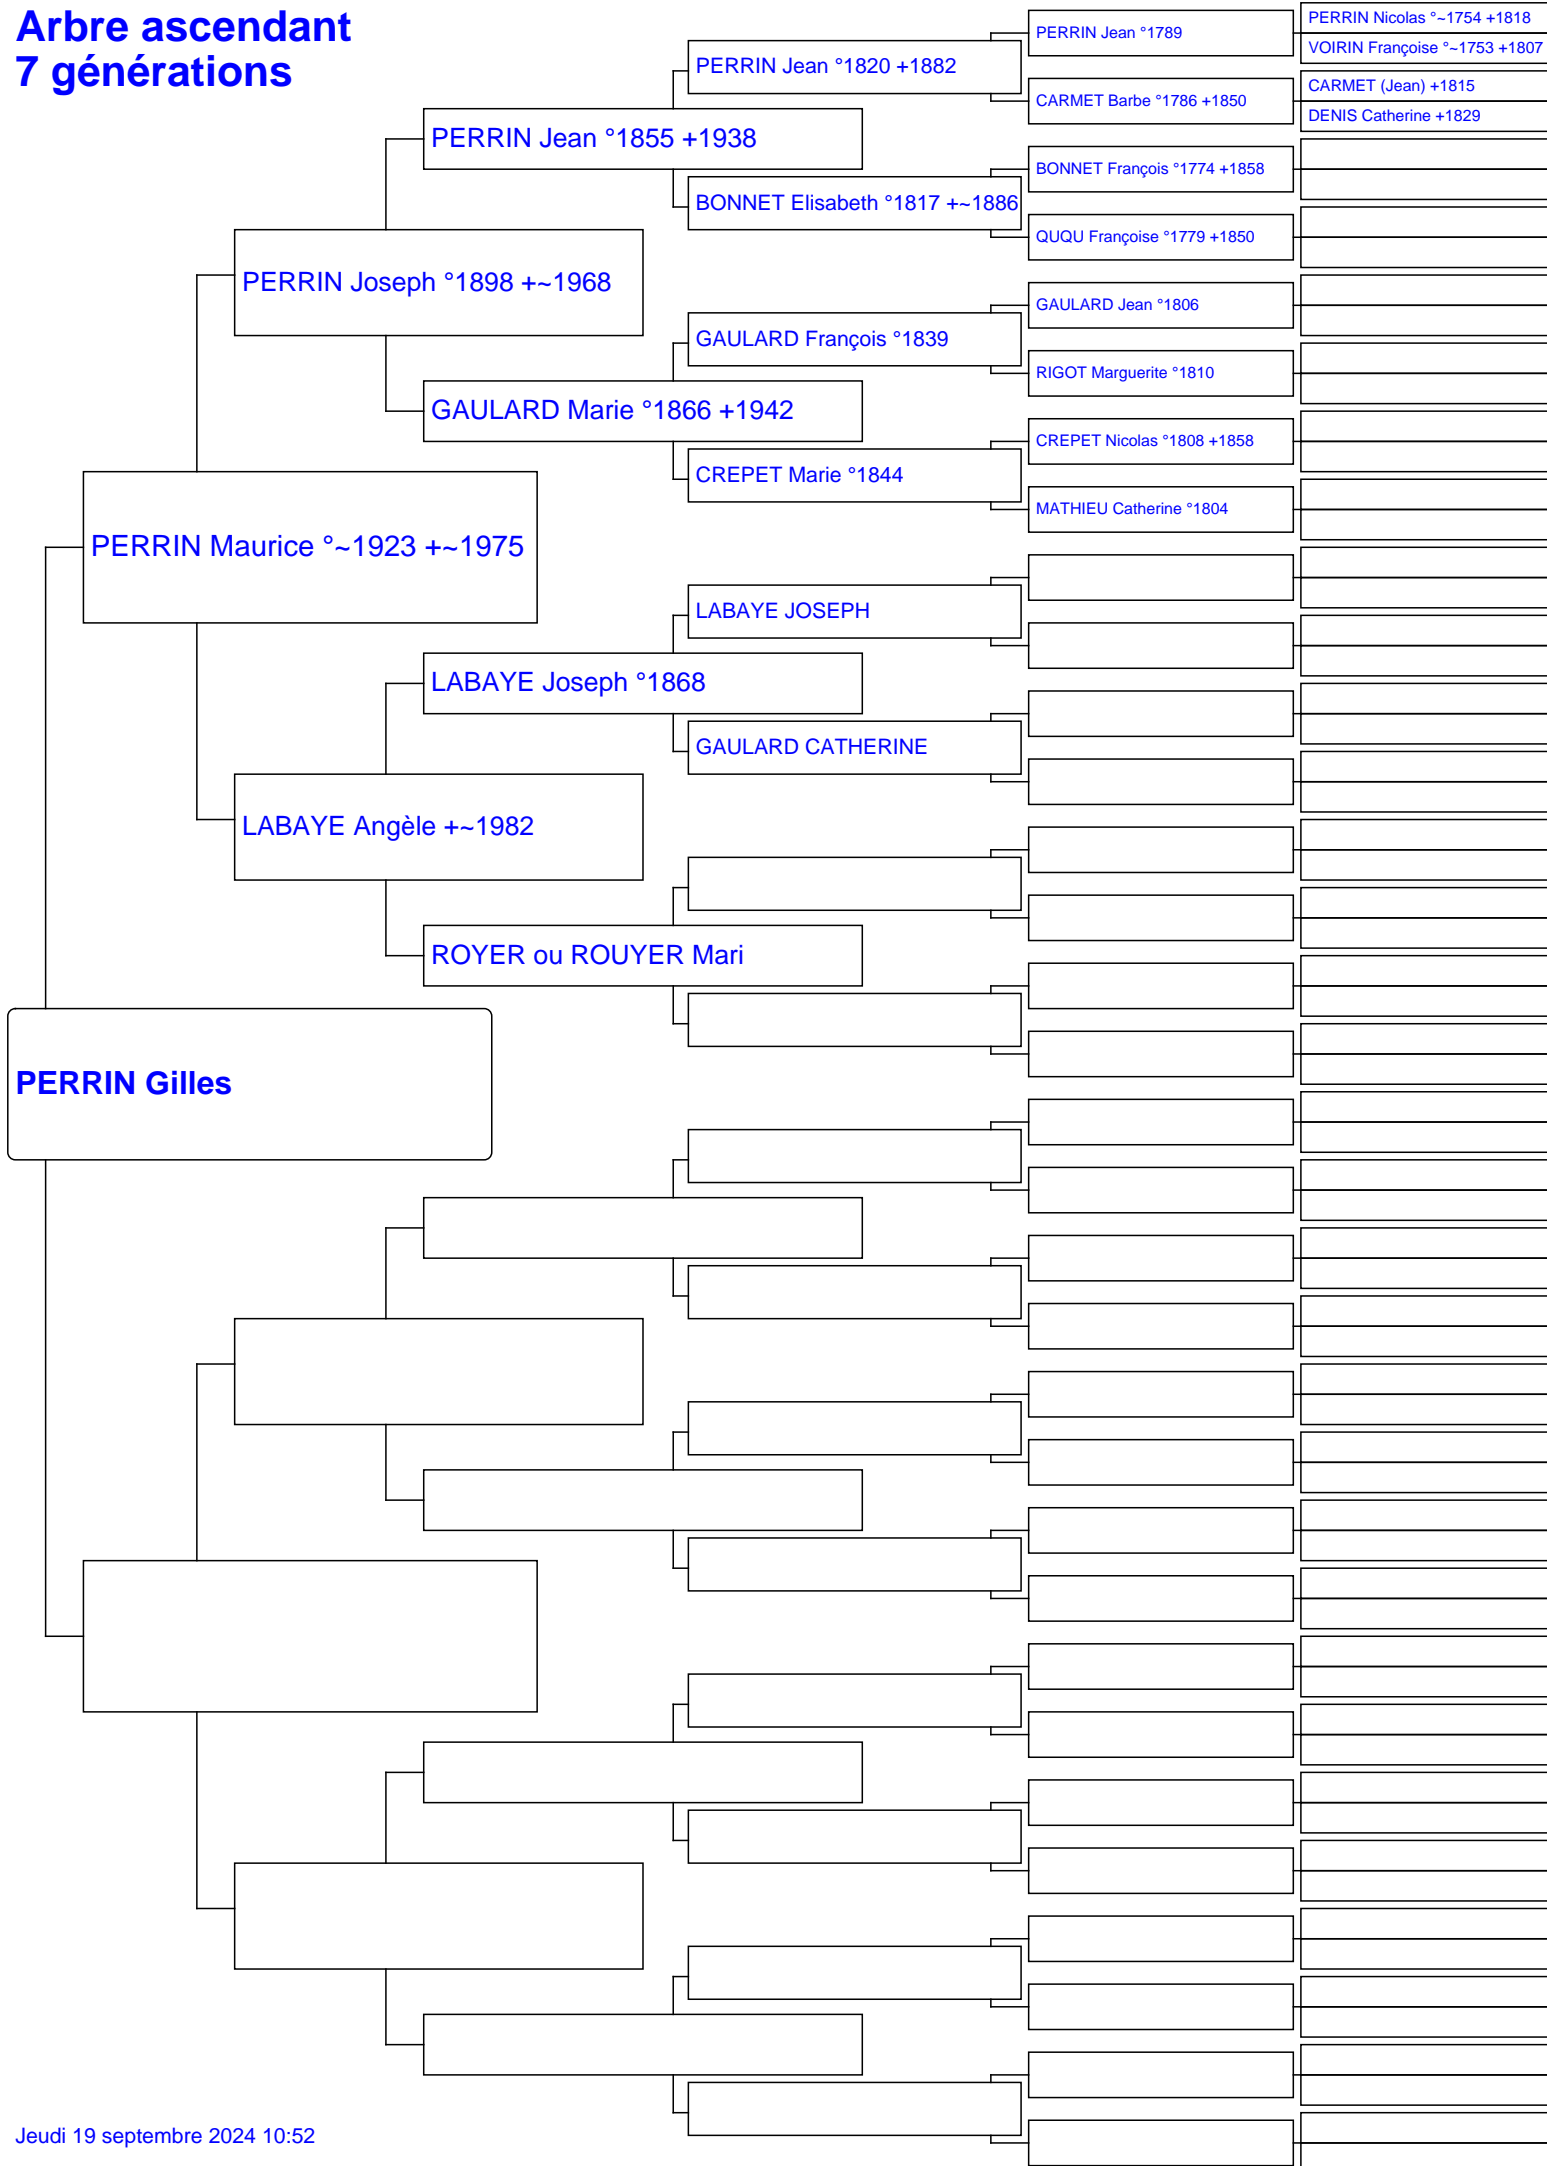 Arbre ascendant
7 générations
PERRIN Jean °1789
PERRIN Nicolas °~1754 +1818
VOIRIN Françoise °~1753 +1807
PERRIN Jean °1820 +1882
CARMET Barbe °1786 +1850
CARMET (Jean) +1815
DENIS Catherine +1829
PERRIN Jean °1855 +1938
BONNET François °1774 +1858
BONNET Elisabeth °1817 +~1886
QUQU Françoise °1779 +1850
PERRIN Joseph °1898 +~1968
GAULARD Jean °1806
GAULARD François °1839
RIGOT Marguerite °1810
GAULARD Marie °1866 +1942
CREPET Nicolas °1808 +1858
CREPET Marie °1844
MATHIEU Catherine °1804
PERRIN Maurice °~1923 +~1975
LABAYE JOSEPH
LABAYE Joseph °1868
GAULARD CATHERINE
LABAYE Angèle +~1982
ROYER ou ROUYER Mari
PERRIN Gilles
Jeudi 19 septembre 2024 10:52